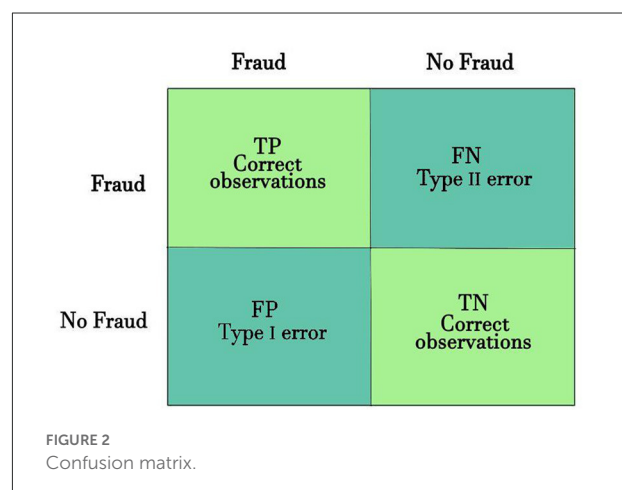 Fraud No Fraud
TP
Correct
observations
FN
Type II error
Fraud
FP
Type I error
TN
Correct
observations
No Fraud
FIGURE 2
Confusion matrix.